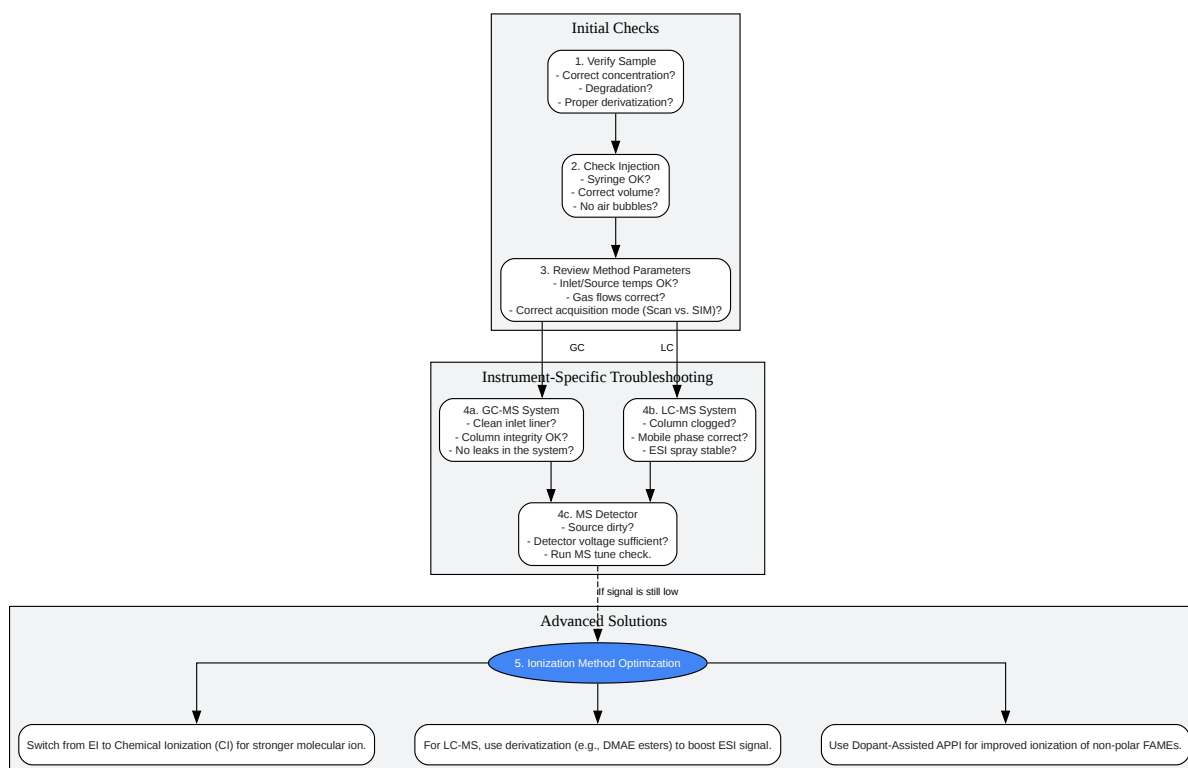 Initial Checks
1. Verify Sample
- Correct concentration?
- Degradation?
- Proper derivatization?
2. Check Injection
- Syringe OK?
- Correct volume?
- No air bubbles?
3. Review Method Parameters
- Inlet/Source temps OK?
- Gas flows correct?
- Correct acquisition mode (Scan vs. SIM)?
GC
LC
Instrument-Specific Troubleshooting
4a. GC-MS System
- Clean inlet liner?
- Column integrity OK?
- No leaks in the system?
4b. LC-MS System
- Column clogged?
- Mobile phase correct?
- ESI spray stable?
4c. MS Detector
- Source dirty?
- Detector voltage sufficient?
- Run MS tune check.
If signal is still low
Advanced Solutions
5. Ionization Method Optimization
Switch from EI to Chemical Ionization (CI) for stronger molecular ion.
For LC-MS, use derivatization (e.g., DMAE esters) to boost ESI signal.
Use Dopant-Assisted APPI for improved ionization of non-polar FAMEs.